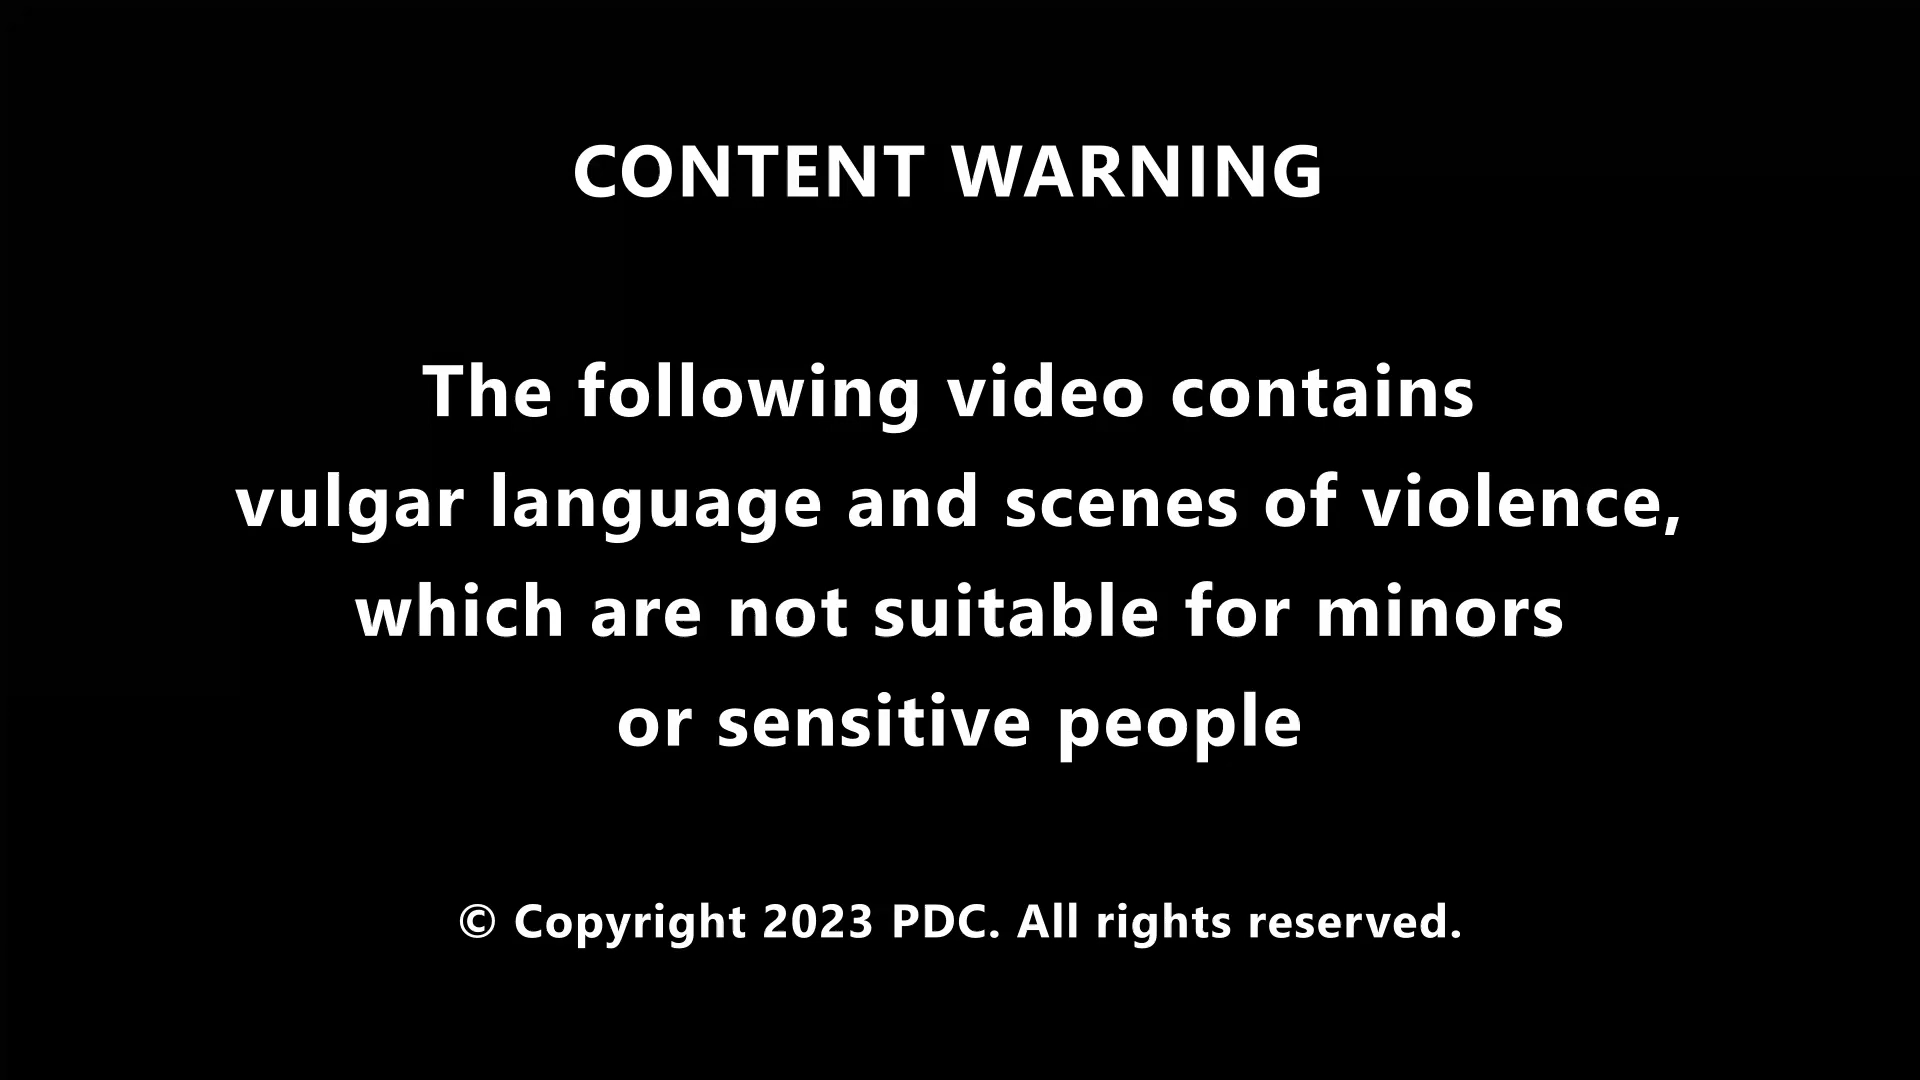 CONTENT WARNING
The following video contains
vulgar language and scenes of violence,
which are not suitable for minors
or sensitive people
© Copyright 2023 PDC. All rights reserved.